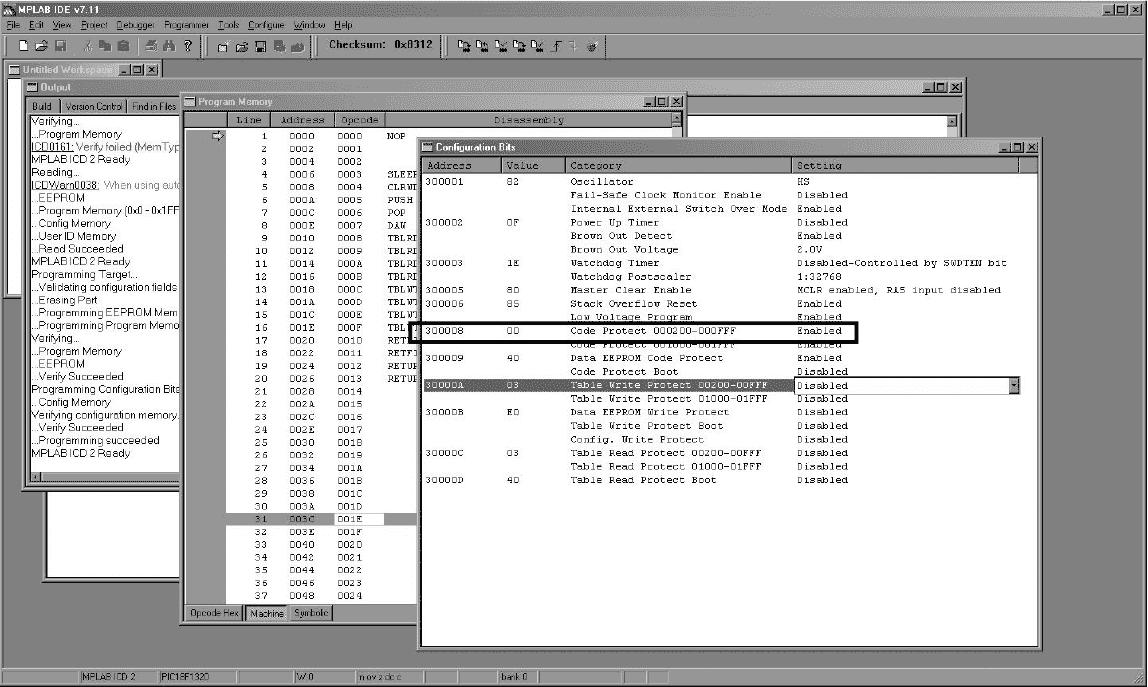 MPLAB IDE v7.11
File Edit View Project Debugger Programmer Tools Configure Window Help
Checksum: 0x8312
Untitled Workspace
Output
Build Version Control Find in Files
Verifying...
...Program Memory
ICD0161: Verify failed (MemType
MPLAB ICD 2 Ready
Reading...
ICDWarn0038: When using auto
...EEPROM
...Program Memory (0x0 - 0x1FF
...Config Memory
...User ID Memory
...Read Succeeded
MPLAB ICD 2 Ready
Programming Target...
...Validating configuration fields
...Erasing Part
...Programming EEPROM Mem
...Programming Program Memo
Verifying...
...Program Memory
...EEPROM
...Verify Succeeded
Programming Configuration Bits
...Config Memory
Verifying configuration memory...
...Verify Succeeded
...Programming succeeded
MPLAB ICD 2 Ready
Program Memory
Line Address Opcode Disassembly
1 0000 0000 NOP
2 0002 0001
3 0004 0002
4 0006 0003 SLEEP
5 0008 0004 CLRWD
6 000A 0005 PUSH
7 000C 0006 POP
8 000E 0007 DAW
9 0010 0008 TBLRD
10 0012 0009 TBLRD
11 0014 000A TBLRD
12 0016 000B TBLRD
13 0018 000C TBLWT
14 001A 000D TBLWT
15 001C 000E TBLWT
16 001E 000F TBLWT
17 0020 0010 RETFI
18 0022 0011 RETFI
19 0024 0012 RETUR
20 0026 0013 RETUR
21 0028 0014
22 002A 0015
23 002C 0016
24 002E 0017
25 0030 0018
26 0032 0019
27 0034 001A
28 0036 001B
29 0038 001C
30 003A 001D
31 003C 001E
32 003E 001F
33 0040 0020
34 0042 0021
35 0044 0022
36 0046 0023
37 0048 0024
Opcode Hex Machine Symbolic
Configuration Bits
Address Value Category Setting
300001 82 Oscillator HS
Fail-Safe Clock Monitor Enable Disabled
Internal External Switch Over Mode Enabled
300002 0F Power Up Timer Disabled
Brown Out Detect Enabled
Brown Out Voltage 2.0V
300003 1E Watchdog Timer Disabled-Controlled by SWDTEN bit
Watchdog Postscaler 1:32768
300005 80 Master Clear Enable MCLR enabled, RA5 input disabled
300006 85 Stack Overflow Reset Enabled
Low Voltage Program Enabled
300008 00 Code Protect 000200-000FFF Enabled
Code Protect 001000-001FFF Enabled
300009 40 Data EEPROM Code Protect Enabled
Code Protect Boot Disabled
30000A 03 Table Write Protect 00200-00FFF Disabled
Table Write Protect 01000-01FFF Disabled
30000B E0 Data EEPROM Write Protect Disabled
Table Write Protect Boot Disabled
Config. Write Protect Disabled
30000C 03 Table Read Protect 00200-00FFF Disabled
Table Read Protect 01000-01FFF Disabled
30000D 40 Table Read Protect Boot Disabled
MPLAB ICD 2 PIC18F1320 W:0 n ov z dc c bank 0